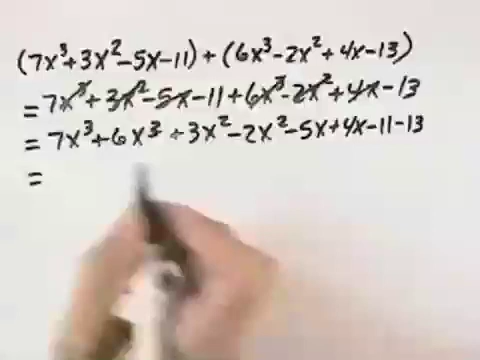 (7x³+3x²-5x-11)+(6x³-2x²+4x-13)
=7x³+3x²-5x-11+6x³-2x²+4x-13
=7x³+6x³+3x²-2x²-5x+4x-11-13
=